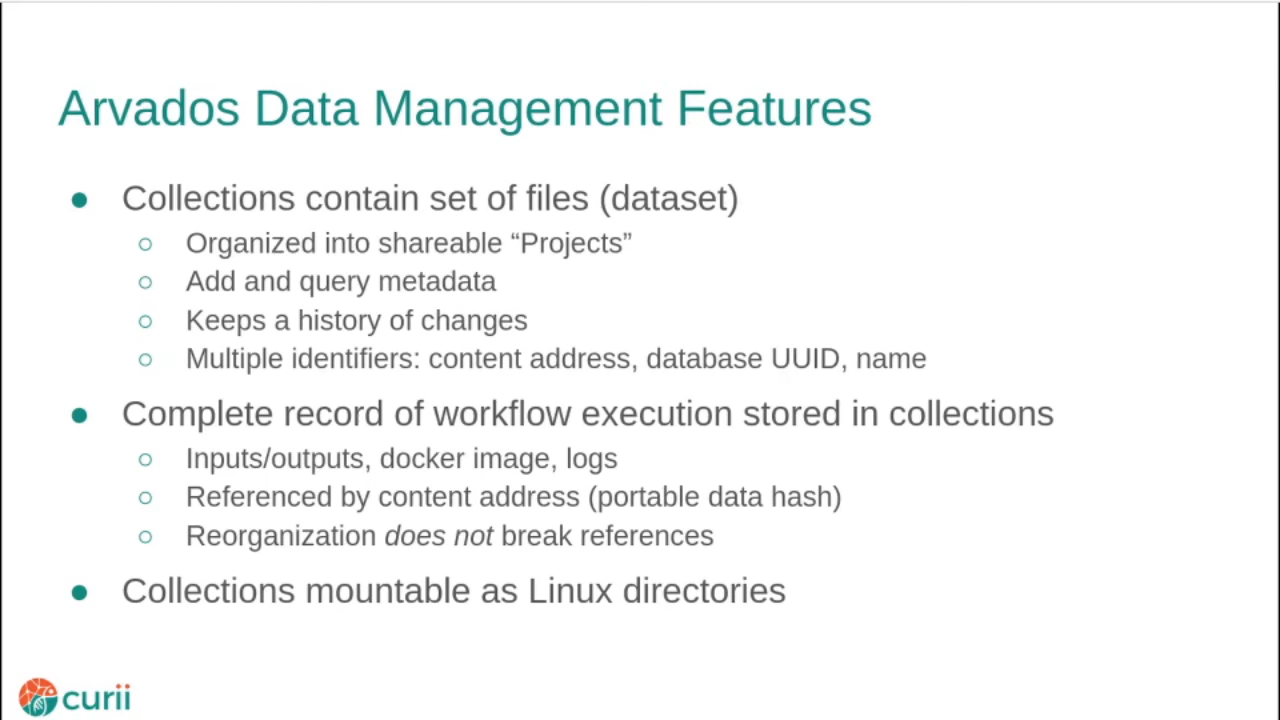 Arvados Data Management Features
● Collections contain set of files (dataset)
○ Organized into shareable “Projects”
○ Add and query metadata
○ Keeps a history of changes
○ Multiple identifiers: content address, database UUID, name
● Complete record of workflow execution stored in collections
○ Inputs/outputs, docker image, logs
○ Referenced by content address (portable data hash)
○ Reorganization does not break references
● Collections mountable as Linux directories
curii